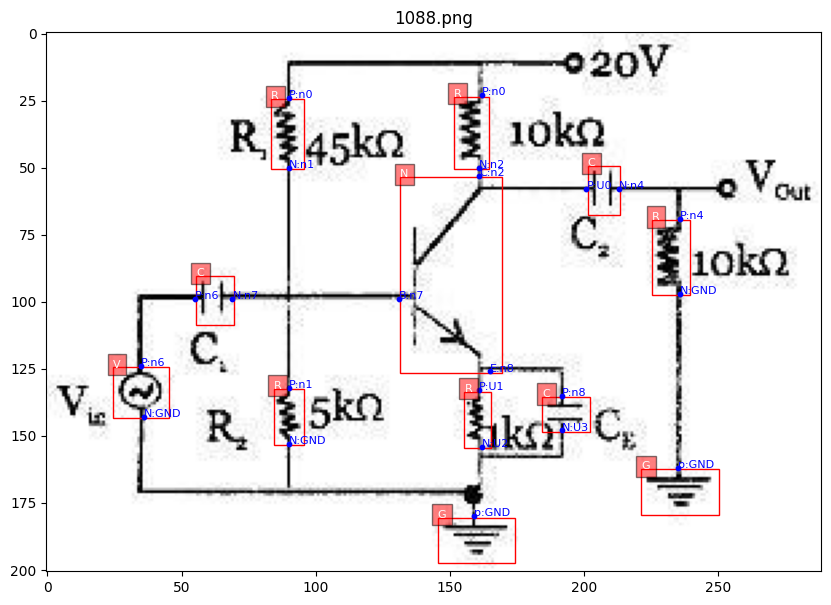 1088.png
0
25
50
75
100
125
150
175
200
0
50
100
150
200
250
20V
R P:n0
R P:n0
R₁ 45kΩ
10kΩ
N:n1
N:n2
C:n2
N
C
P:U0 N:n4
V_Out
R P:n4
C₂
10kΩ
N:GND
C
P:n6 N:n7
B:n7
C₁
V P:n6
V_in
N:GND
E:n8
R P:n1
R₂ 5kΩ
N:GND
R P:U1
1kΩ
N:U2
C P:n8
C_E
N:U3
G p:GND
G p:GND